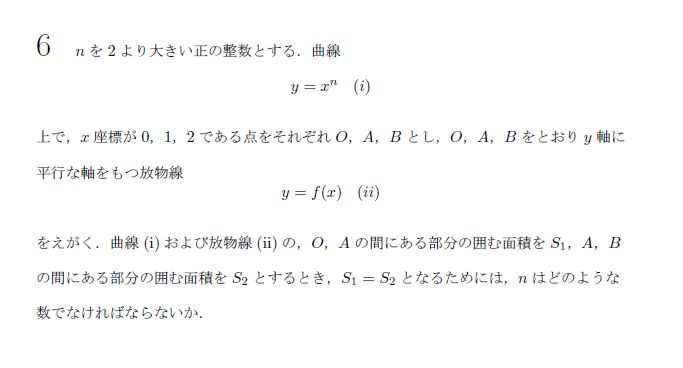 6 n を 2 より大きい正の整数とする．曲線
y = xⁿ (i)
上で，x 座標が 0，1，2 である点をそれぞれ O，A，B とし，O，A，B をとおり y 軸に
平行な軸をもつ放物線
y = f(x) (ii)
をえがく．曲線 (i) および放物線 (ii) の，O，A の間にある部分の囲む面積を S₁，A，B
の間にある部分の囲む面積を S₂ とするとき，S₁ = S₂ となるためには，n はどのような
数でなければならないか．